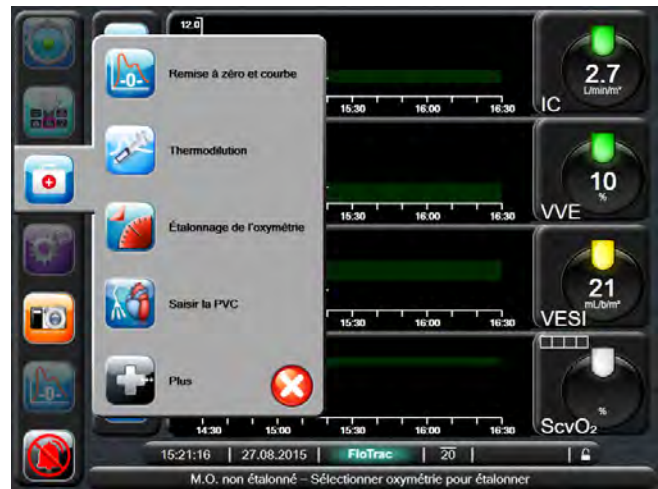 12.0
-0-
Remise à zéro et courbe
Thermodilution
Étalonnage de l'oxymétrie
Saisir la PVC
Plus
15:30 16:00 16:30
2.7
L/min/m²
IC
15:30 16:00 16:30
10
%
VVE
15:30 16:00 16:30
21
mL/b/m²
VESI
14:30 15:00 15:30 16:00 16:30
%
ScvO₂
-0-
15:21:16 | 27.08.2015 | FloTrac | 20 |
M.O. non étalonné – Sélectionner oxymétrie pour étalonner